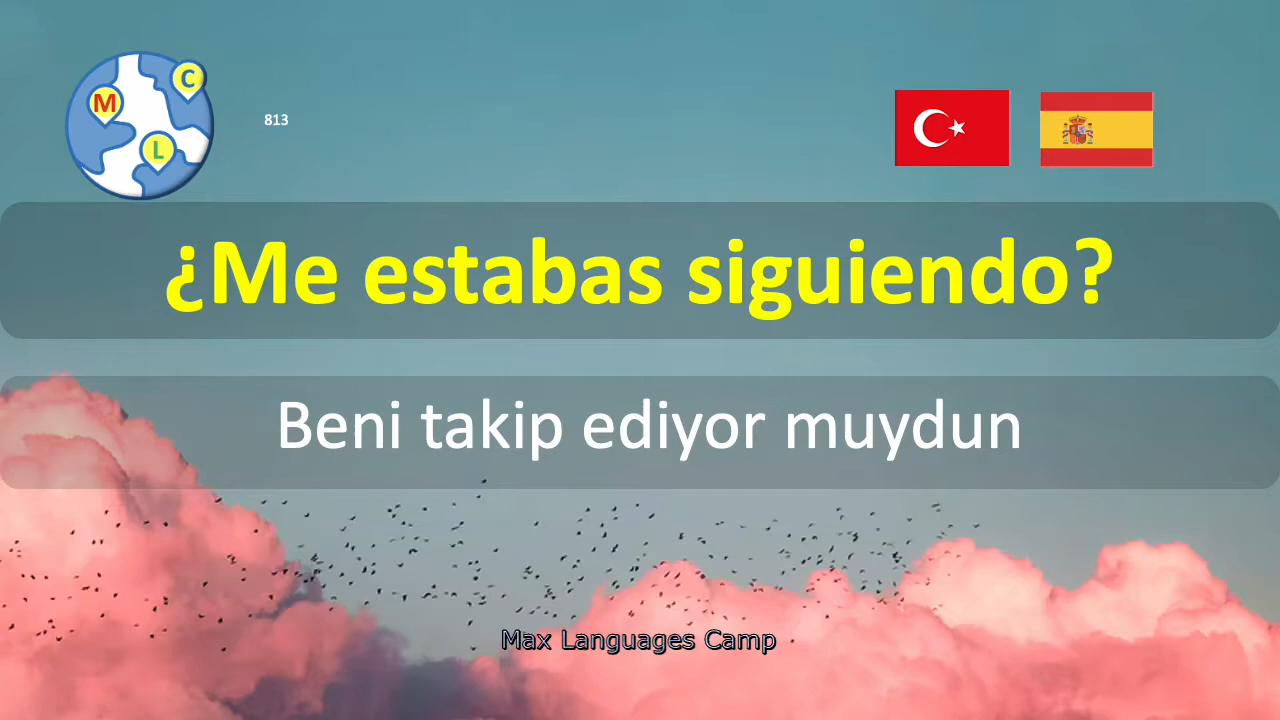 M
C
L
813
¿Me estabas siguiendo?
Beni takip ediyor muydun
Max Languages Camp